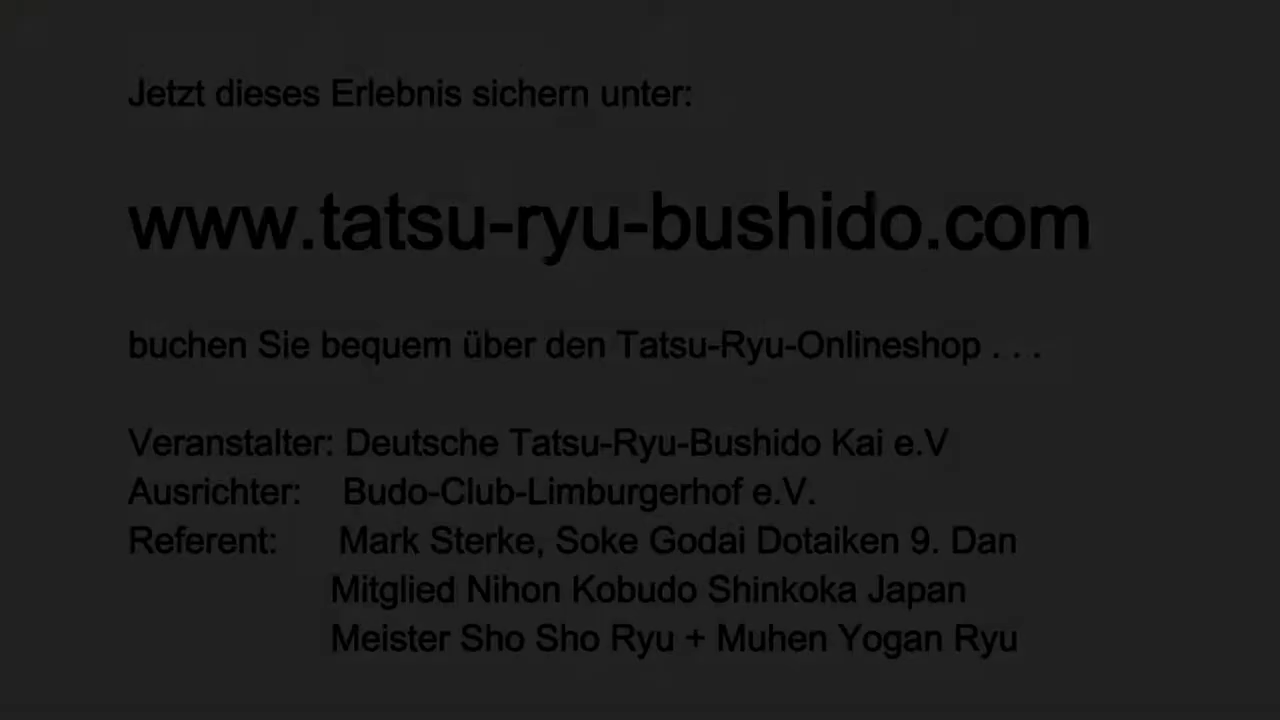 Jetzt dieses Erlebnis sichern unter:
www.tatsu-ryu-bushido.com
buchen Sie bequem über den Tatsu-Ryu-Onlineshop . . .
Veranstalter: Deutsche Tatsu-Ryu-Bushido Kai e.V
Ausrichter: Budo-Club-Limburgerhof e.V.
Referent: Mark Sterke, Soke Godai Dotaiken 9. Dan
Mitglied Nihon Kobudo Shinkoka Japan
Meister Sho Sho Ryu + Muhen Yogan Ryu